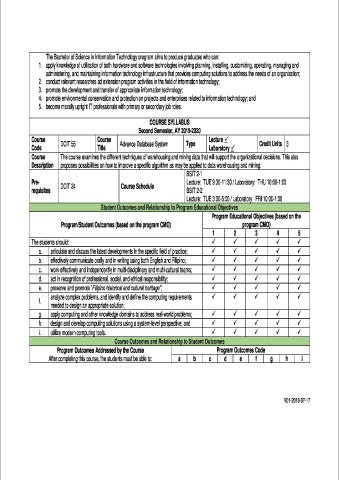 The Bachelor of Science in Information Technology program aims to produce graduates who can:
1. apply knowledge of utilization of both hardware and software technologies involving planning, installing, customizing, operating, managing and
administering, and maintaining information technology infrastructure that provides computing solutions to address the needs of an organization;
2. conduct relevant researches and extension program activities in the field of information technology;
3. promote the development and transfer of appropriate information technology;
4. promote environmental conservation and protection on projects and enterprises related to information technology; and
5. become morally upright IT professionals with primary or secondary job roles.
COURSE SYLLABUS
Second Semester, AY 2019-2020
Course Code DCIT 55 Course Title Advance Database System Type Lecture ✓ Laboratory ✓ Credit Units 3
Course Description The course examines the different techniques of warehousing and mining data that will support the organizational decisions. This also
proposes possibilities on how to improve a specific algorithm as may be applied to data warehousing and mining.
Pre-requisites DCIT 24 Course Schedule
BSIT 2-1
Lecture: TUE 9:00-11:00 / Laboratory: THU 10:00-1:00
BSIT 2-2
Lecture: TUE 3:00-5:00 / Laboratory: FRI 10:00-1:00
Student Outcomes and Relationship to Program Educational Objectives
Program/Student Outcomes (based on the program CMO) Program Educational Objectives (based on the program CMO)
1 2 3 4 5
The students should: ✓ ✓ ✓ ✓ ✓
a. articulate and discuss the latest developments in the specific field of practice; ✓ ✓ ✓ ✓ ✓
b. effectively communicate orally and in writing using both English and Filipino; ✓ ✓ ✓ ✓ ✓
c. work effectively and independently in multi-disciplinary and multi-cultural teams; ✓ ✓ ✓ ✓ ✓
d. act in recognition of professional, social, and ethical responsibility; ✓ ✓ ✓ ✓ ✓
e. preserve and promote "Filipino historical and cultural heritage"; ✓ ✓ ✓ ✓ ✓
f. analyze complex problems, and identify and define the computing requirements ✓ ✓ ✓ ✓ ✓
needed to design an appropriate solution;
g. apply computing and other knowledge domains to address real-world problems; ✓ ✓ ✓ ✓ ✓
h. design and develop computing solutions using a system-level perspective; and ✓ ✓ ✓ ✓ ✓
i. utilize modern computing tools. ✓ ✓ ✓ ✓ ✓
Course Outcomes and Relationship to Student Outcomes
Program Outcomes Addressed by the Course Program Outcomes Code
After completing this course, the students must be able to: a b c d e f g h i
V01-2018-07-17